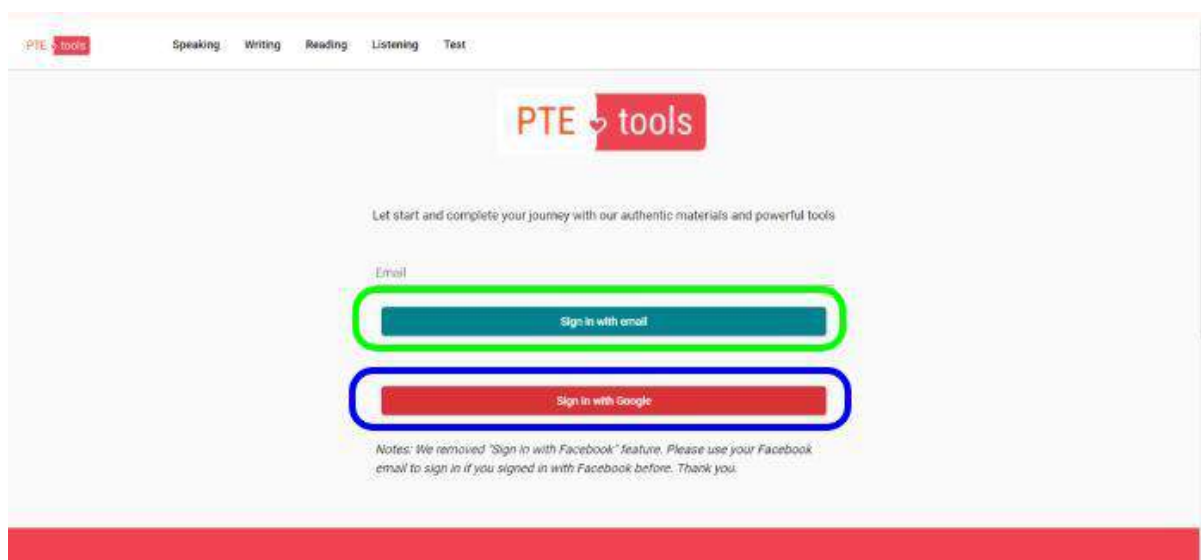 PTE tools
Speaking Writing Reading Listening Test
PTE tools
Let start and complete your journey with our authentic materials and powerful tools
Email
Sign in with email
Sign in with Google
Notes: We removed "Sign in with Facebook" feature. Please use your Facebook
email to sign in if you signed in with Facebook before. Thank you.